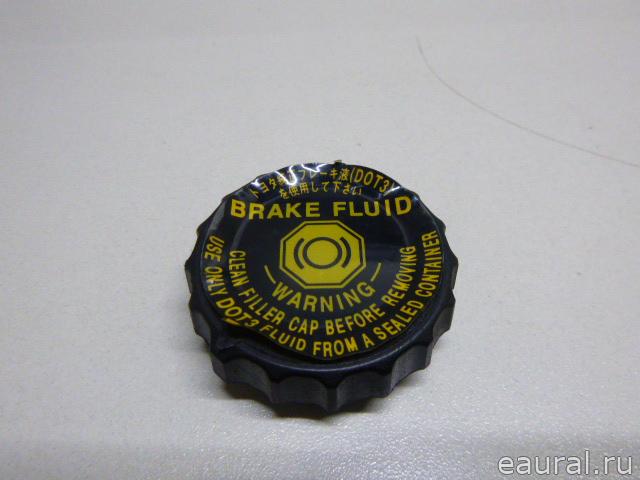 トヨタ純正ブレーキ液(DOT3)
を使用して下さい
BRAKE FLUID
WARNING
CLEAN FILLER CAP BEFORE REMOVING
USE ONLY DOT3 FLUID FROM A SEALED CONTAINER
eaural.ru